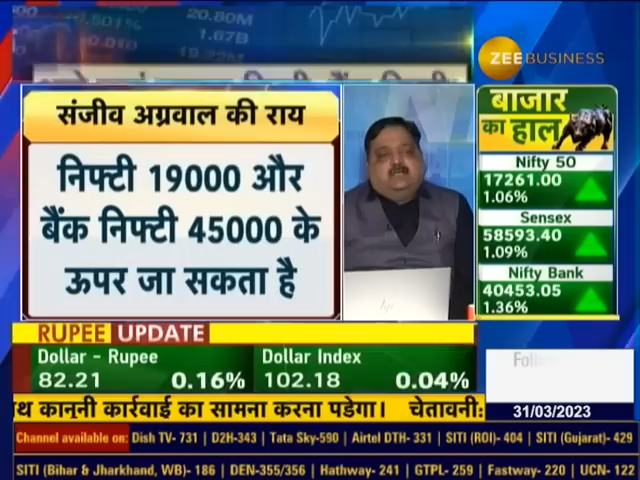 20.80M
1.67B
ZEE BUSINESS
संजीव अग्रवाल की राय
निफ्टी 19000 और
बैंक निफ्टी 45000 के
ऊपर जा सकता है
बाजार
का हाल
Nifty 50
17261.00
1.06%
Sensex
58593.40
1.09%
Nifty Bank
40453.05
1.36%
RUPEE UPDATE
Dollar - Rupee
82.21 0.16%
Dollar Index
102.18 0.04%
कानूनी कार्रवाई का सामना करना पड़ेगा। चेतावनी:
31/03/2023
Channel available on: Dish TV- 731 | D2H-343 | Tata Sky-590 | Airtel DTH- 331 | SITI (ROI)- 404 | SITI (Gujarat)- 429
SITI (Bihar & Jharkhand, WB)- 186 | DEN-355/356 | Hathway- 241 | GTPL- 259 | Fastway- 220 | UCN- 122